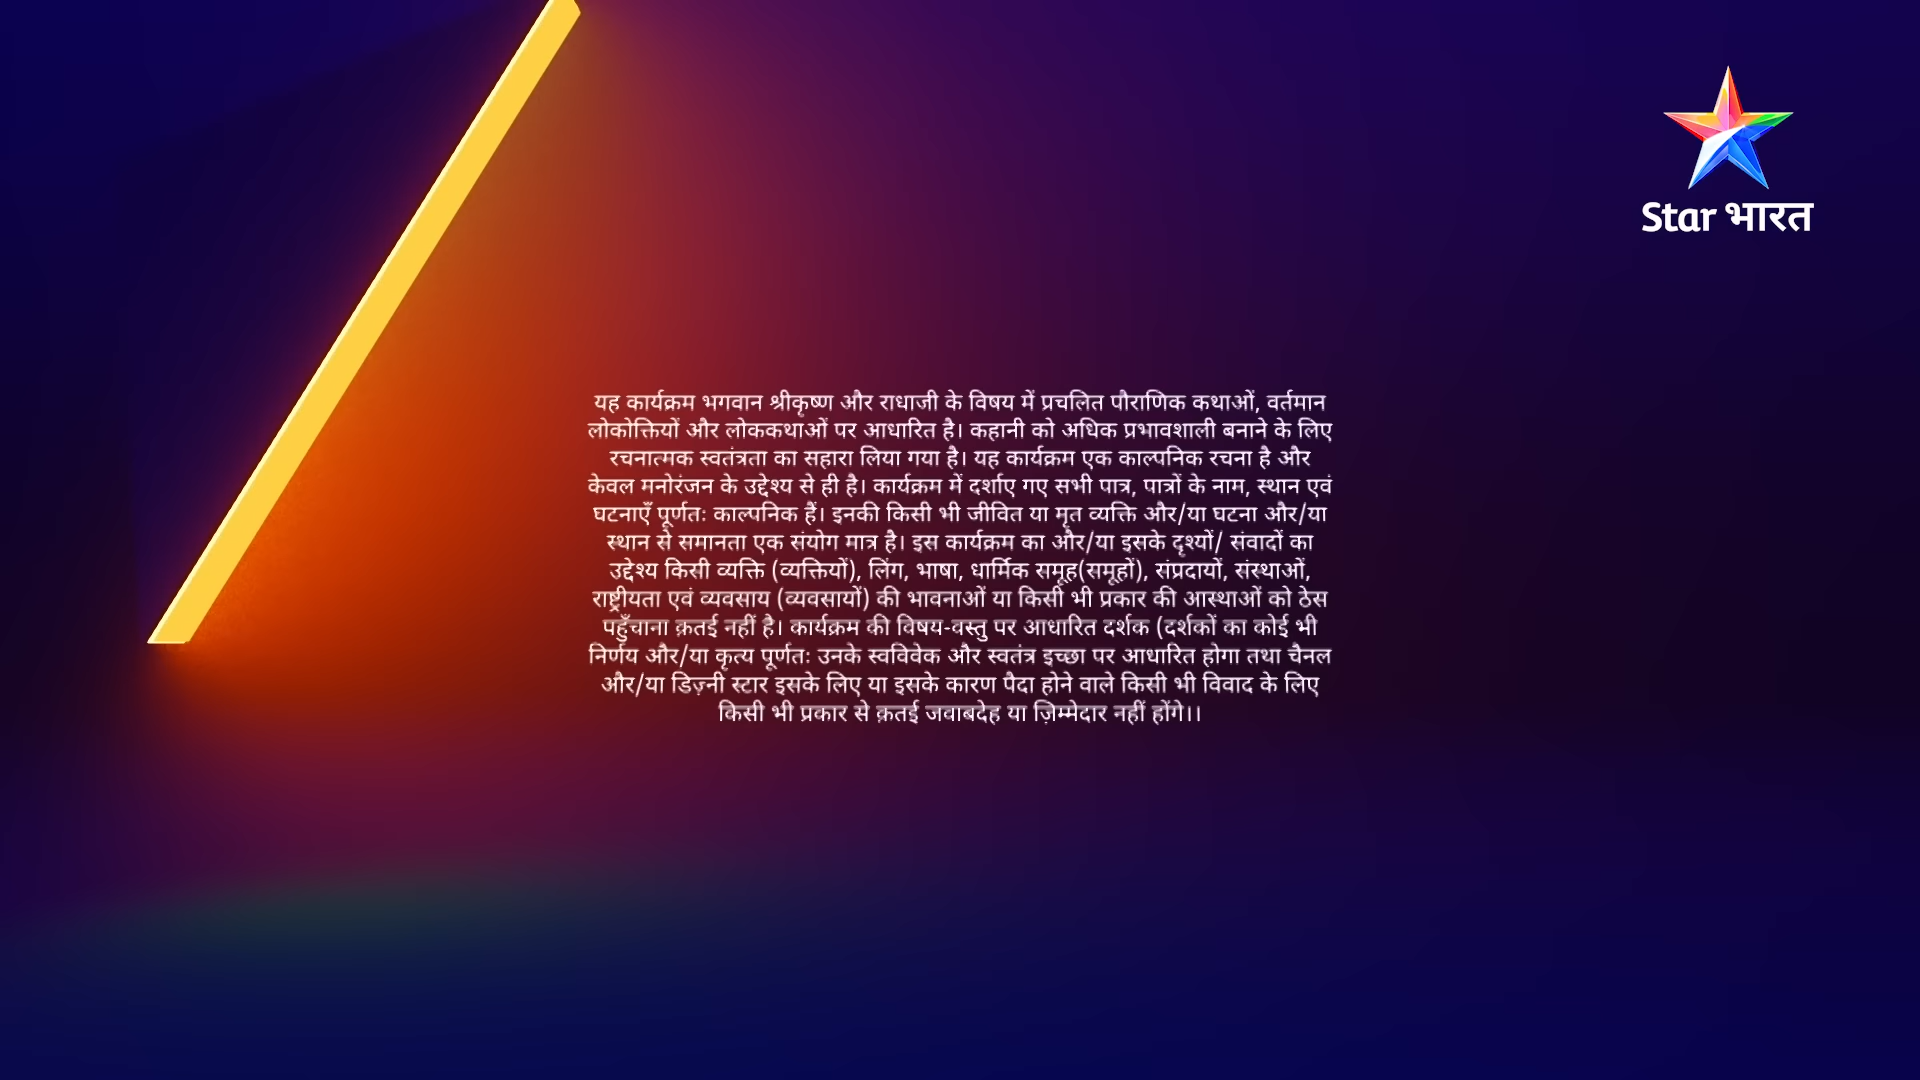 Star भारत
यह कार्यक्रम भगवान श्रीकृष्ण और राधाजी के विषय में प्रचलित पौराणिक कथाओं, वर्तमान
लोकोक्तियों और लोककथाओं पर आधारित है। कहानी को अधिक प्रभावशाली बनाने के लिए
रचनात्मक स्वतंत्रता का सहारा लिया गया है। यह कार्यक्रम एक काल्पनिक रचना है और
केवल मनोरंजन के उद्देश्य से ही है। कार्यक्रम में दर्शाए गए सभी पात्र, पात्रों के नाम, स्थान एवं
घटनाएँ पूर्णतः काल्पनिक हैं। इनकी किसी भी जीवित या मृत व्यक्ति और/या घटना और/या
स्थान से समानता एक संयोग मात्र है। इस कार्यक्रम का और/या इसके दृश्यों/ संवादों का
उद्देश्य किसी व्यक्ति (व्यक्तियों), लिंग, भाषा, धार्मिक समूह(समूहों), संप्रदायों, संस्थाओं,
राष्ट्रीयता एवं व्यवसाय (व्यवसायों) की भावनाओं या किसी भी प्रकार की आस्थाओं को ठेस
पहुँचाना क़तई नहीं है। कार्यक्रम की विषय-वस्तु पर आधारित दर्शक (दर्शकों का कोई भी
निर्णय और/या कृत्य पूर्णतः उनके स्वविवेक और स्वतंत्र इच्छा पर आधारित होगा तथा चैनल
और/या डिज़्नी स्टार इसके लिए या इसके कारण पैदा होने वाले किसी भी विवाद के लिए
किसी भी प्रकार से क़तई जवाबदेह या ज़िम्मेदार नहीं होंगे।।